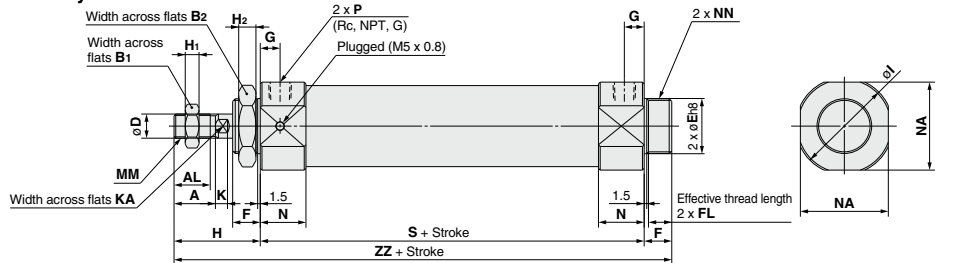 Width across flats B2
H2
2 x P
(Rc, NPT, G)
2 x NN
Width across
flats B1
H1
G
Plugged (M5 x 0.8)
G
øI
øD
2 x øEh8
NA
MM
AL
A
K
Width across flats KA
1.5
F
N
1.5
N
Effective thread length
2 x FL
NA
H
S + Stroke
F
ZZ + Stroke